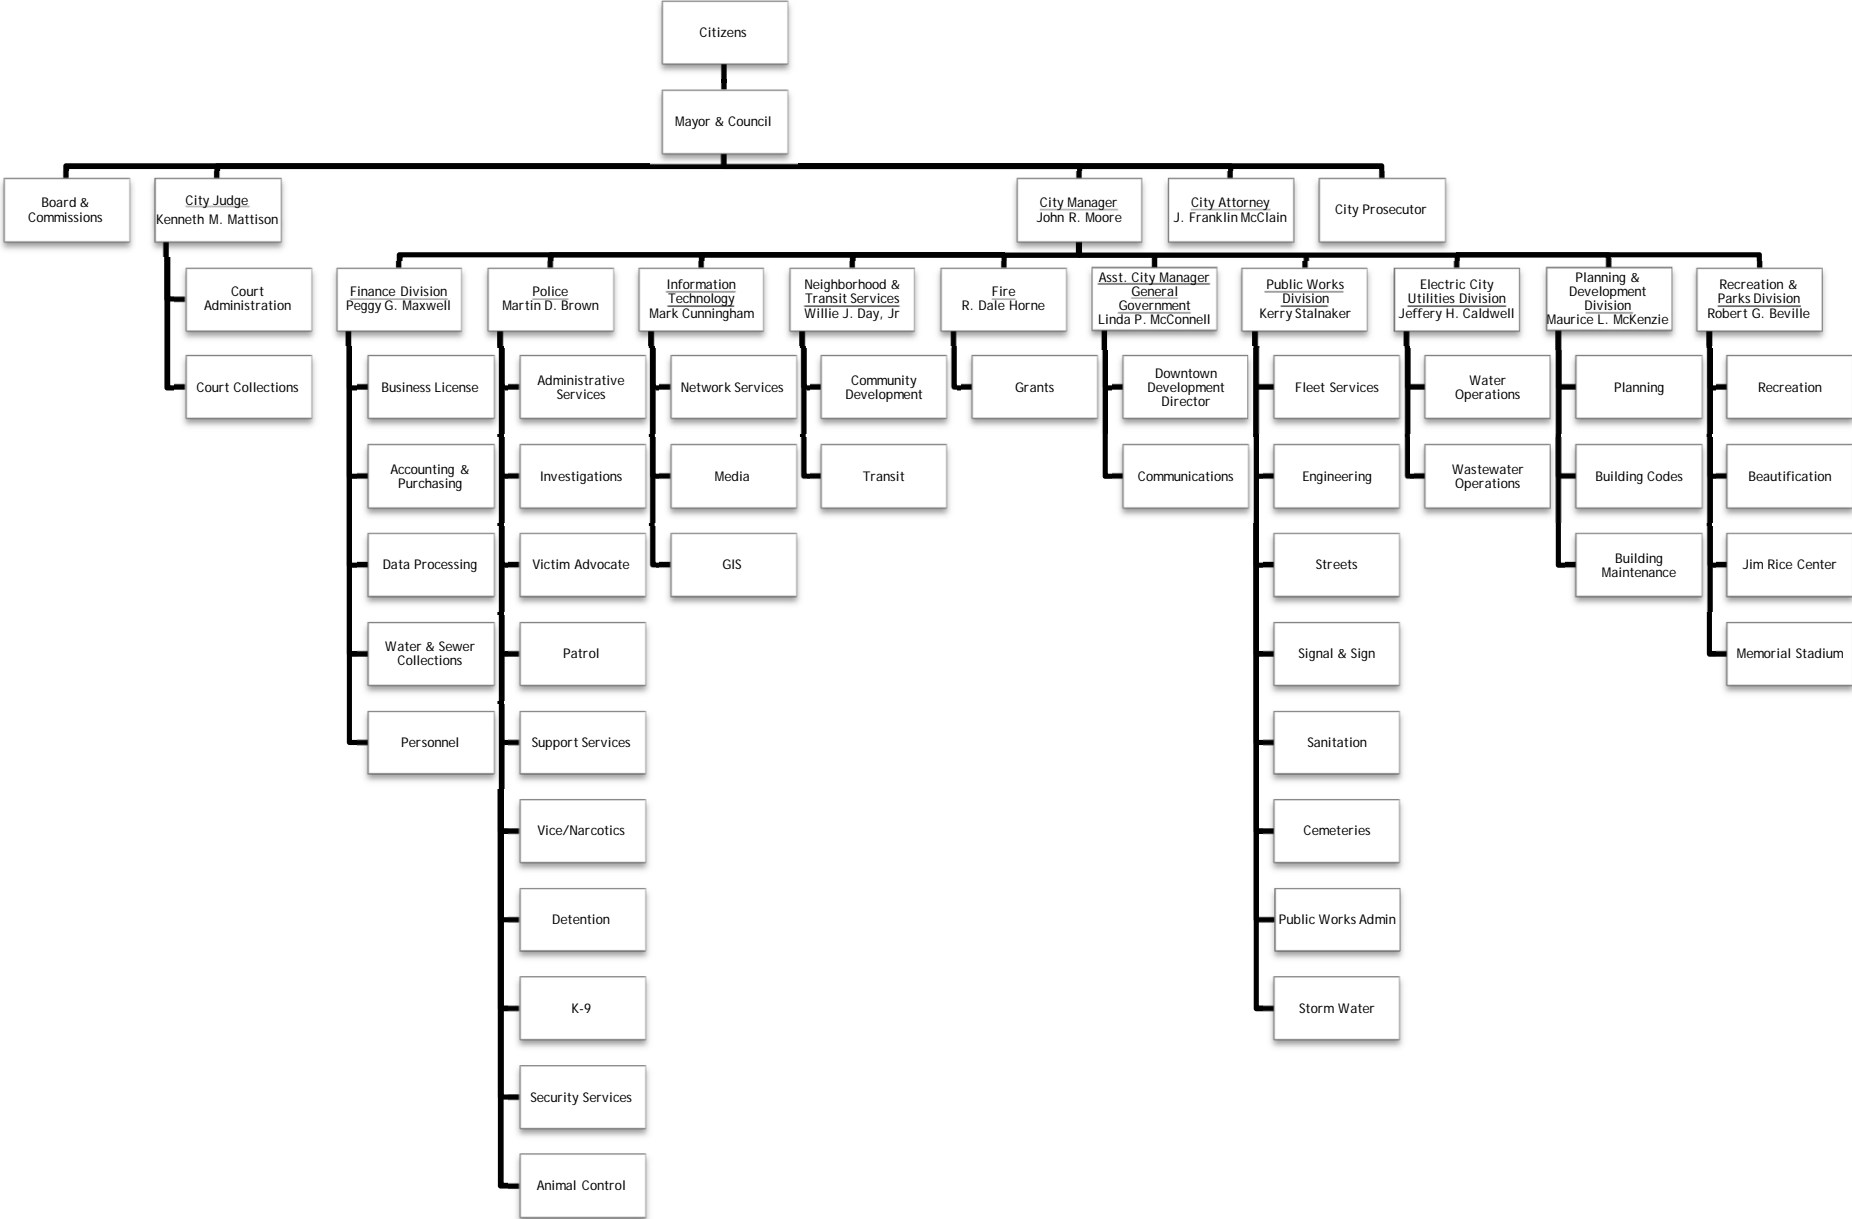 Citizens
Mayor & Council
Board &
Commissions
City Judge
Kenneth M. Mattison
City Manager
John R. Moore
City Attorney
J. Franklin McClain
City Prosecutor
Court
Administration
Court Collections
Finance Division
Peggy G. Maxwell
Business License
Accounting &
Purchasing
Data Processing
Water & Sewer
Collections
Personnel
Police
Martin D. Brown
Administrative
Services
Investigations
Victim Advocate
Patrol
Support Services
Vice/Narcotics
Detention
K-9
Security Services
Animal Control
Information
Technology
Mark Cunningham
Network Services
Media
GIS
Neighborhood &
Transit Services
Willie J. Day, Jr
Community
Development
Transit
Fire
R. Dale Horne
Grants
Asst. City Manager
General
Government
Linda P. McConnell
Downtown
Development
Director
Communications
Public Works
Division
Kerry Stalnaker
Fleet Services
Engineering
Streets
Signal & Sign
Sanitation
Cemeteries
Public Works Admin
Storm Water
Electric City
Utilities Division
Jeffery H. Caldwell
Water
Operations
Wastewater
Operations
Planning &
Development
Division
Maurice L. McKenzie
Planning
Building Codes
Building
Maintenance
Recreation &
Parks Division
Robert G. Beville
Recreation
Beautification
Jim Rice Center
Memorial Stadium